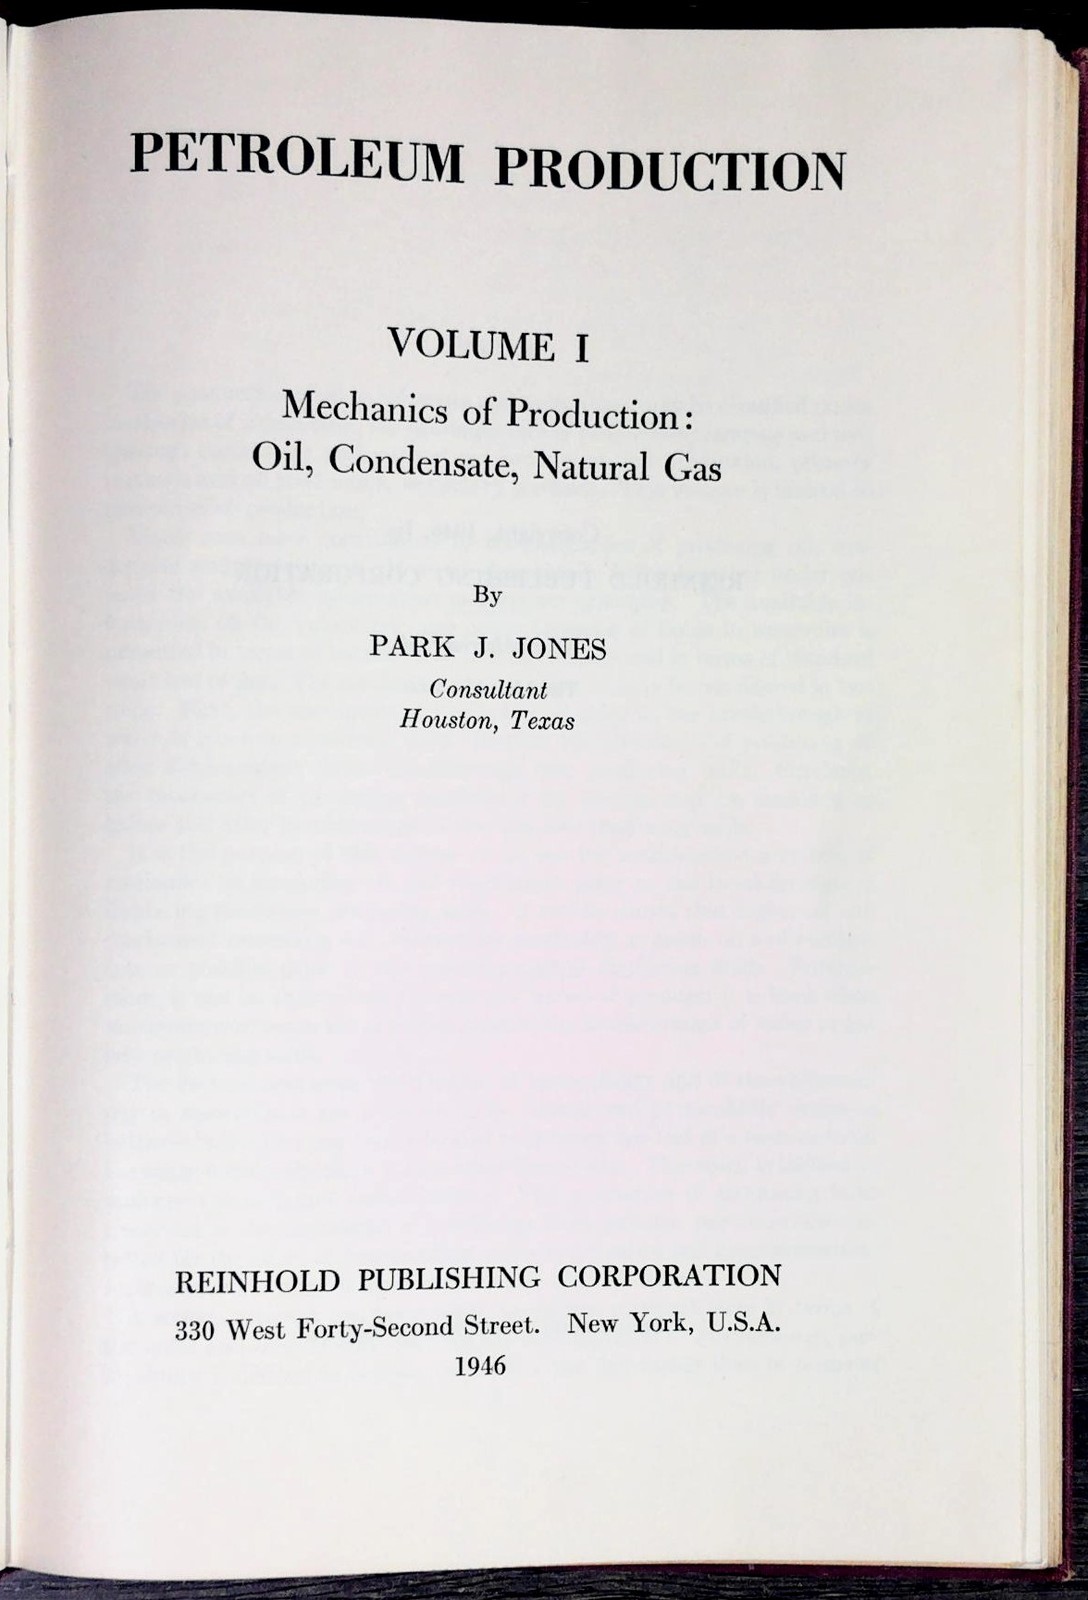 PETROLEUM PRODUCTION
VOLUME I
Mechanics of Production:
Oil, Condensate, Natural Gas
By
PARK J. JONES
Consultant
Houston, Texas
REINHOLD PUBLISHING CORPORATION
330 West Forty-Second Street. New York, U.S.A.
1946